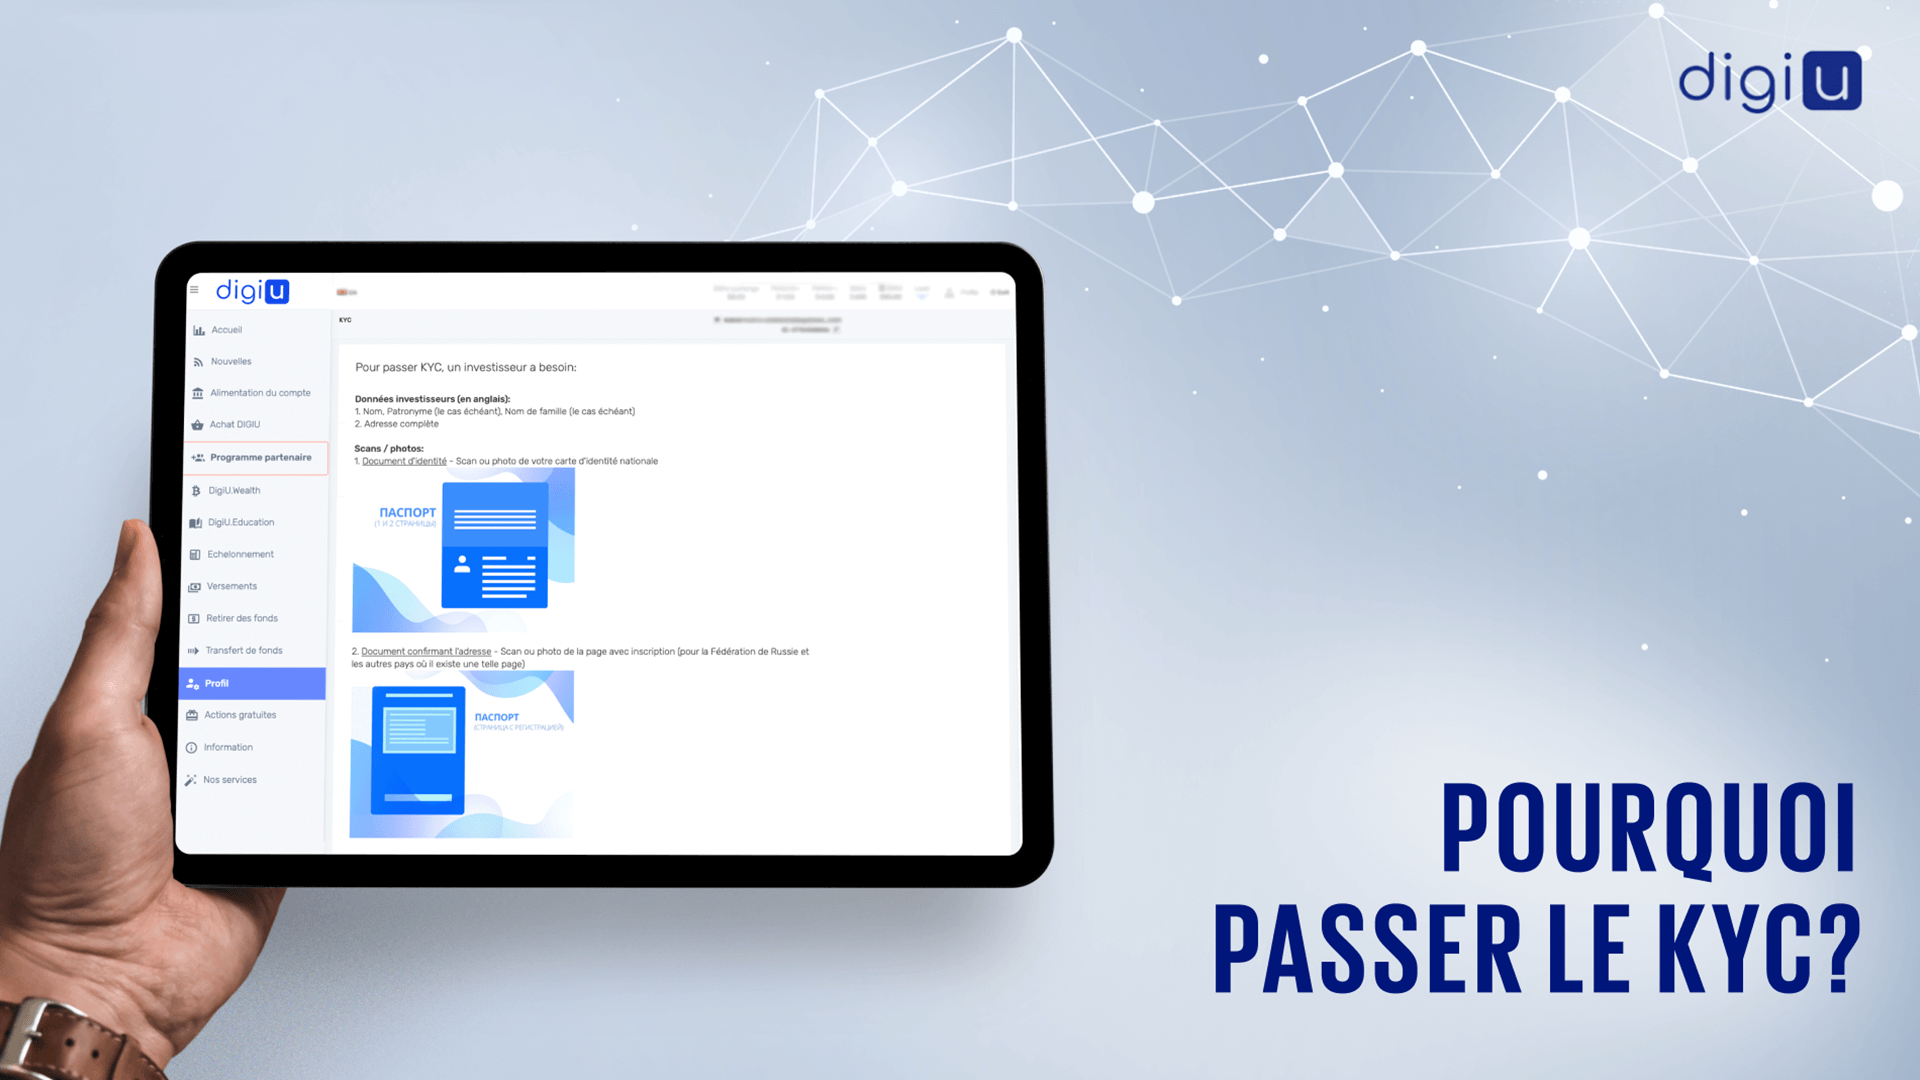 digiu
digiu
KYC
Accueil
Nouvelles
Alimentation du compte
Achat DIGIU
Programme partenaire
DigiU.Wealth
DigiU.Education
Echelonnement
Versements
Retirer des fonds
Transfert de fonds
Profil
Actions gratuites
Information
Nos services
Pour passer KYC, un investisseur a besoin:
Données investisseurs (en anglais):
1. Nom, Patronyme (le cas échéant), Nom de famille (le cas échéant)
2. Adresse complète
Scans / photos:
1. Document d'identité - Scan ou photo de votre carte d'identité nationale
ПАСПОРТ
(1 И 2 СТРАНИЦЫ)
2. Document confirmant l'adresse - Scan ou photo de la page avec inscription (pour la Fédération de Russie et
les autres pays où il existe une telle page)
ПАСПОРТ
(СТРАНИЦА С РЕГИСТРАЦИЕЙ)
POURQUOI
PASSER LE KYC?